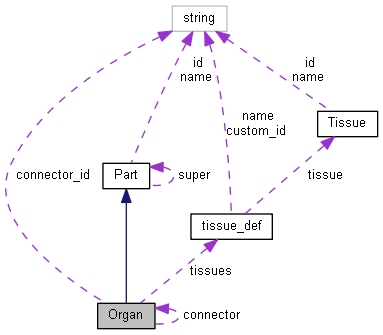 string
id
name
id
name
name
custom_id
Tissue
connector_id
Part
super
tissue
tissue_def
tissues
Organ
connector